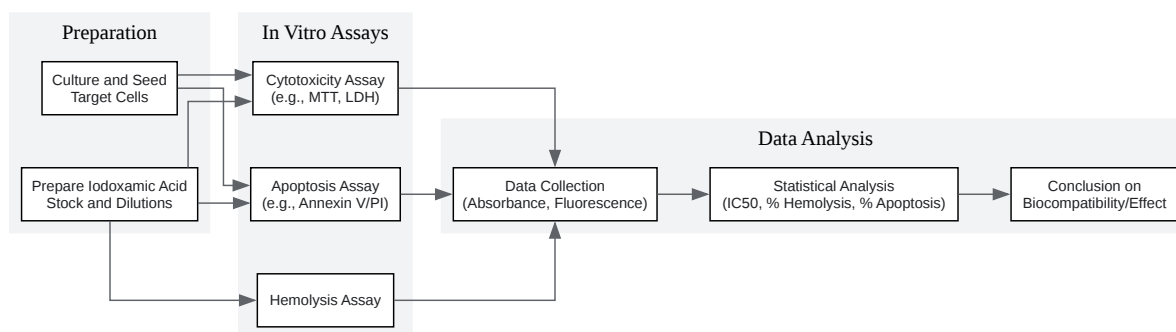 Preparation
Culture and Seed
Target Cells
Prepare Iodoxamic Acid
Stock and Dilutions
In Vitro Assays
Cytotoxicity Assay
(e.g., MTT, LDH)
Apoptosis Assay
(e.g., Annexin V/PI)
Hemolysis Assay
Data Analysis
Data Collection
(Absorbance, Fluorescence)
Statistical Analysis
(IC50, % Hemolysis, % Apoptosis)
Conclusion on
Biocompatibility/Effect